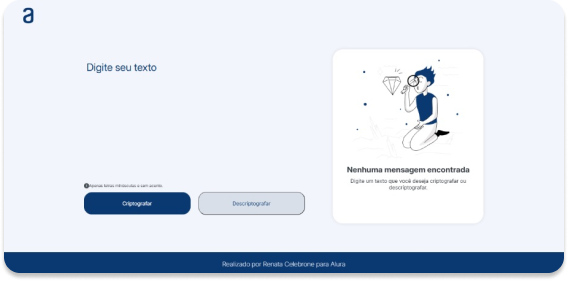 a
Digite seu texto
Nenhuma mensagem encontrada
Digite um texto que você deseja criptografar ou
descriptografar.
Apenas letras minúsculas e sem acento.
Criptografar
Descriptografar
Realizado por Renata Celebrone para Alura